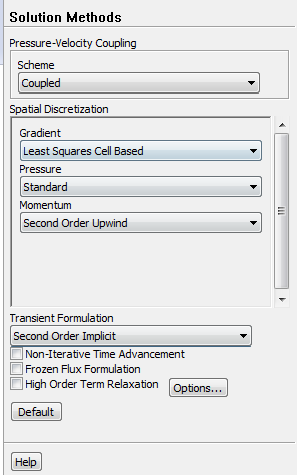 Solution Methods
Pressure-Velocity Coupling
Scheme
Coupled
Spatial Discretization
Gradient
Least Squares Cell Based
Pressure
Standard
Momentum
Second Order Upwind
Transient Formulation
Second Order Implicit
Non-Iterative Time Advancement
Frozen Flux Formulation
High Order Term Relaxation Options...
Default
Help